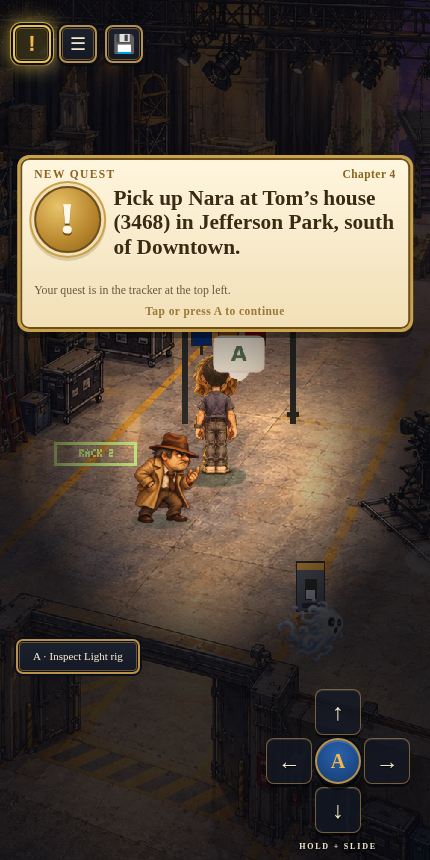 !
☰
NEW QUEST
Chapter 4
!
Pick up Nara at Tom's house
(3468) in Jefferson Park, south
of Downtown.
Your quest is in the tracker at the top left.
Tap or press A to continue
A
A · Inspect Light rig
↑
← A →
↓
HOLD + SLIDE